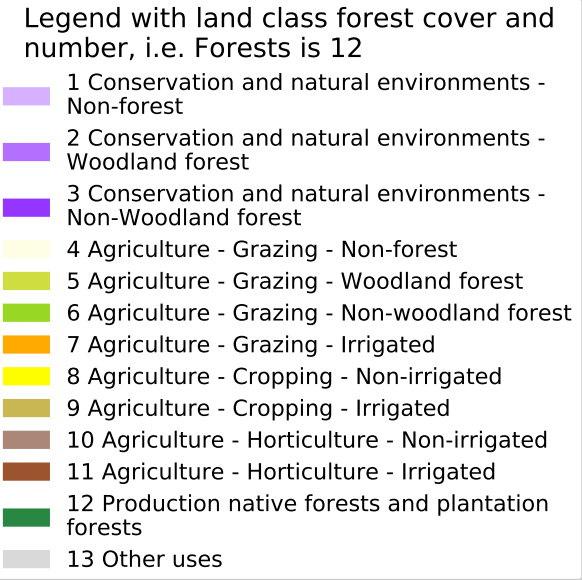 Legend with land class forest cover and
number, i.e. Forests is 12
1 Conservation and natural environments -
Non-forest
2 Conservation and natural environments -
Woodland forest
3 Conservation and natural environments -
Non-Woodland forest
4 Agriculture - Grazing - Non-forest
5 Agriculture - Grazing - Woodland forest
6 Agriculture - Grazing - Non-woodland forest
7 Agriculture - Grazing - Irrigated
8 Agriculture - Cropping - Non-irrigated
9 Agriculture - Cropping - Irrigated
10 Agriculture - Horticulture - Non-irrigated
11 Agriculture - Horticulture - Irrigated
12 Production native forests and plantation
forests
13 Other uses